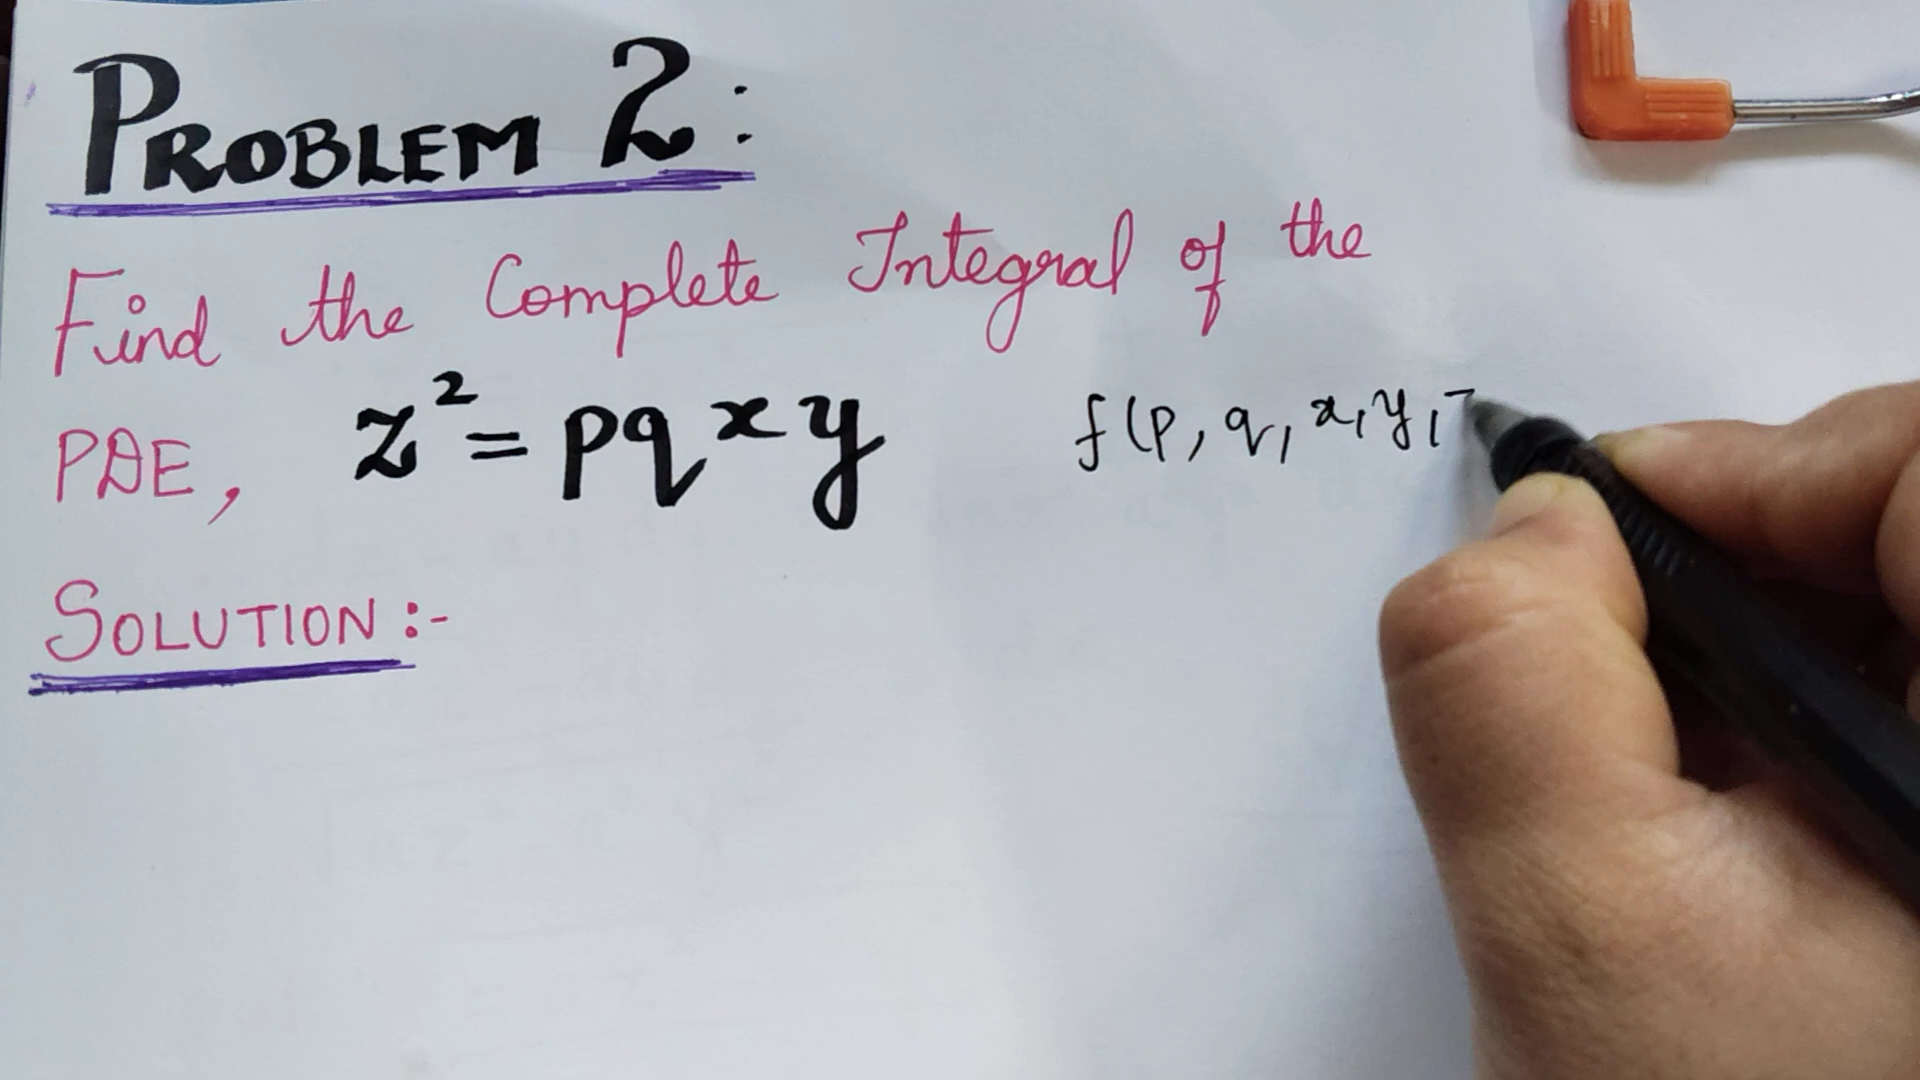 PROBLEM 2:
Find the Complete Integral of the
PDE, z² = pqxy
f(p, q, x, y,
SOLUTION :-